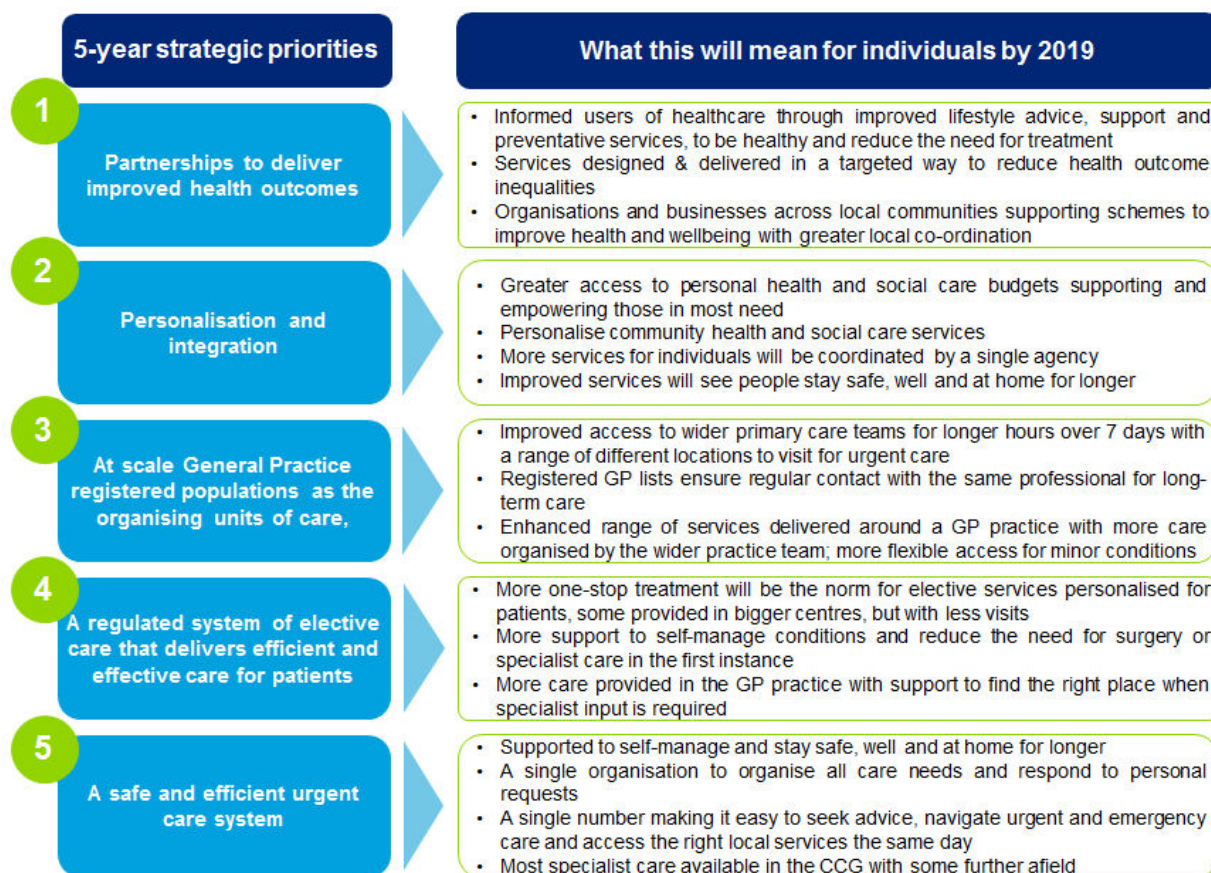 5-year strategic priorities
What this will mean for individuals by 2019
1
Partnerships to deliver
improved health outcomes
• Informed users of healthcare through improved lifestyle advice, support and
preventative services, to be healthy and reduce the need for treatment
• Services designed & delivered in a targeted way to reduce health outcome
inequalities
• Organisations and businesses across local communities supporting schemes to
improve health and wellbeing with greater local co-ordination
2
Personalisation and
integration
• Greater access to personal health and social care budgets supporting and
empowering those in most need
• Personalise community health and social care services
• More services for individuals will be coordinated by a single agency
• Improved services will see people stay safe, well and at home for longer
3
At scale General Practice
registered populations as the
organising units of care,
• Improved access to wider primary care teams for longer hours over 7 days with
a range of different locations to visit for urgent care
• Registered GP lists ensure regular contact with the same professional for long-
term care
• Enhanced range of services delivered around a GP practice with more care
organised by the wider practice team; more flexible access for minor conditions
4
A regulated system of elective
care that delivers efficient and
effective care for patients
• More one-stop treatment will be the norm for elective services personalised for
patients, some provided in bigger centres, but with less visits
• More support to self-manage conditions and reduce the need for surgery or
specialist care in the first instance
• More care provided in the GP practice with support to find the right place when
specialist input is required
5
A safe and efficient urgent
care system
• Supported to self-manage and stay safe, well and at home for longer
• A single organisation to organise all care needs and respond to personal
requests
• A single number making it easy to seek advice, navigate urgent and emergency
care and access the right local services the same day
• Most specialist care available in the CCG with some further afield